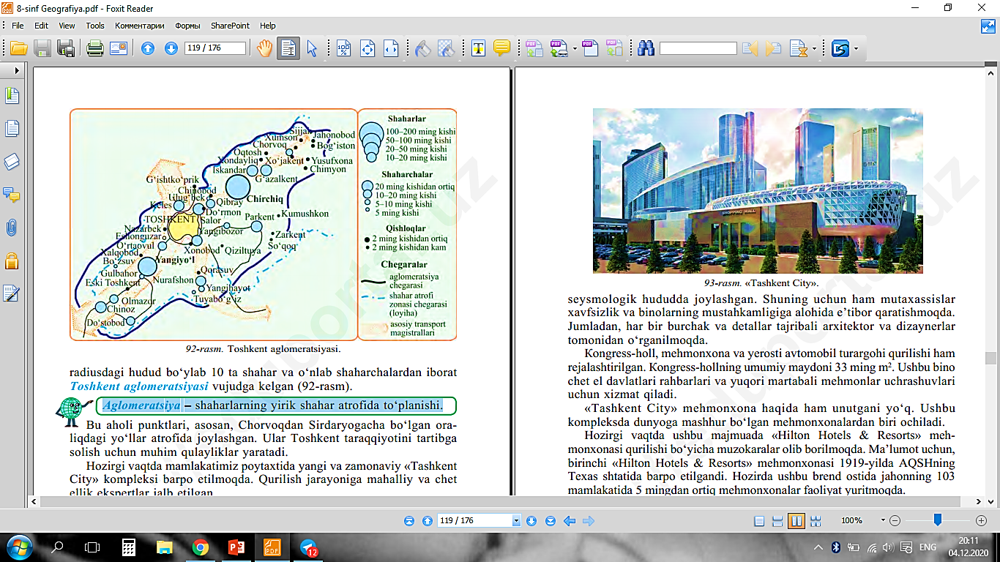 8-sinf Geografiya.pdf - Foxit Reader
File Edit View Tools Комментарии Формы SharePoint Help
119 / 176
Shaharlar
100–200 ming kishi
50–100 ming kishi
20–50 ming kishi
10–20 ming kishi
Shaharchalar
20 ming kishidan ortiq
10–20 ming kishi
5–10 ming kishi
5 ming kishi
Qishloqlar
2 ming kishidan ortiq
2 ming kishidan kam
Chegaralar
aglomeratsiya
chegarasi
shahar atrofi
zonasi chegarasi
(loyiha)
asosiy transport
magistrallari
Sijjak
Xumson
Jahonobod
Chorvoq
Bog‘iston
Oqtosh
Xondayliq
Xo‘jakent
Yusufxona
Iskandar
Chimyon
G‘azalkent
G‘ishtko‘prik
Chinobod
Ulug‘bek
Qibray
Chirchiq
Keles
Do‘rmon
TOSHKENT
Salor
Parkent
Kumushkon
Nazarbek
Yangibozor
Eshonguzar
Zarkent
O‘rtaovul
Xonobod
Qiziltuya
So‘qoq
Xalqobod
Bo‘zsuv
Yangiyo‘l
Gulbahor
Qorasuv
Eski Toshkent
Nurafshon
Yangihayot
Olmazor
Tuyabo‘g‘iz
Chinoz
Do‘stobod
92-rasm. Toshkent aglomeratsiyasi.
radiusdagi hudud bo‘ylab 10 ta shahar va o‘nlab shaharchalardan iborat
Toshkent aglomeratsiyasi vujudga kelgan (92-rasm).
Aglomeratsiya – shaharlarning yirik shahar atrofida to‘planishi.
Bu aholi punktlari, asosan, Chorvoqdan Sirdaryogacha bo‘lgan ora-
liqdagi yo‘llar atrofida joylashgan. Ular Toshkent taraqqiyotini tartibga
solish uchun muhim qulayliklar yaratadi.
Hozirgi vaqtda mamlakatimiz poytaxtida yangi va zamonaviy «Tashkent
City» kompleksi barpo etilmoqda. Qurilish jarayoniga mahalliy va chet
ellik ekspertlar jalb etilgan.
SHOPPING MALL
93-rasm. «Tashkent City».
seysmologik hududda joylashgan. Shuning uchun ham mutaxassislar
xavfsizlik va binolarning mustahkamligiga alohida e’tibor qaratishmoqda.
Jumladan, har bir burchak va detallar tajribali arxitektor va dizaynerlar
tomonidan o‘rganilmoqda.
Kongress-holl, mehmonxona va yerosti avtomobil turargohi qurilishi ham
rejalashtirilgan. Kongress-hollning umumiy maydoni 33 ming m². Ushbu bino
chet el davlatlari rahbarlari va yuqori martabali mehmonlar uchrashuvlari
uchun xizmat qiladi.
«Tashkent City» mehmonxona haqida ham unutgani yo‘q. Ushbu
kompleksda dunyoga mashhur bo‘lgan mehmonxonalardan biri ochiladi.
Hozirgi vaqtda ushbu majmuada «Hilton Hotels & Resorts» meh-
monxonasi qurilishi bo‘yicha muzokaralar olib borilmoqda. Ma’lumot uchun,
birinchi «Hilton Hotels & Resorts» mehmonxonasi 1919-yilda AQSHning
Texas shtatida barpo etilgandi. Hozirda ushbu brend ostida jahonning 103
mamlakatida 5 mingdan ortiq mehmonxonalar faoliyat yuritmoqda.
119 / 176
100%
12
ENG
20:11
04.12.2020